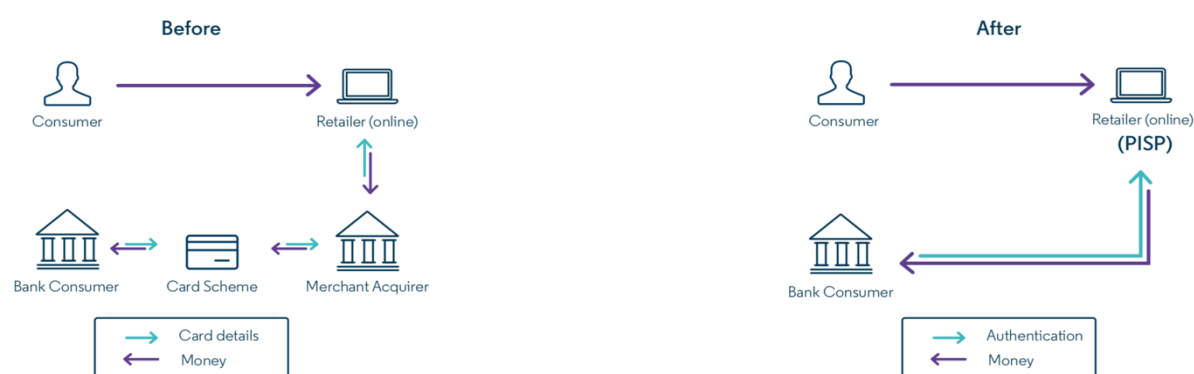 Before
Consumer
Retailer (online)
Bank Consumer
Card Scheme
Merchant Acquirer
Card details
Money
After
Consumer
Retailer (online)
(PISP)
Bank Consumer
Authentication
Money